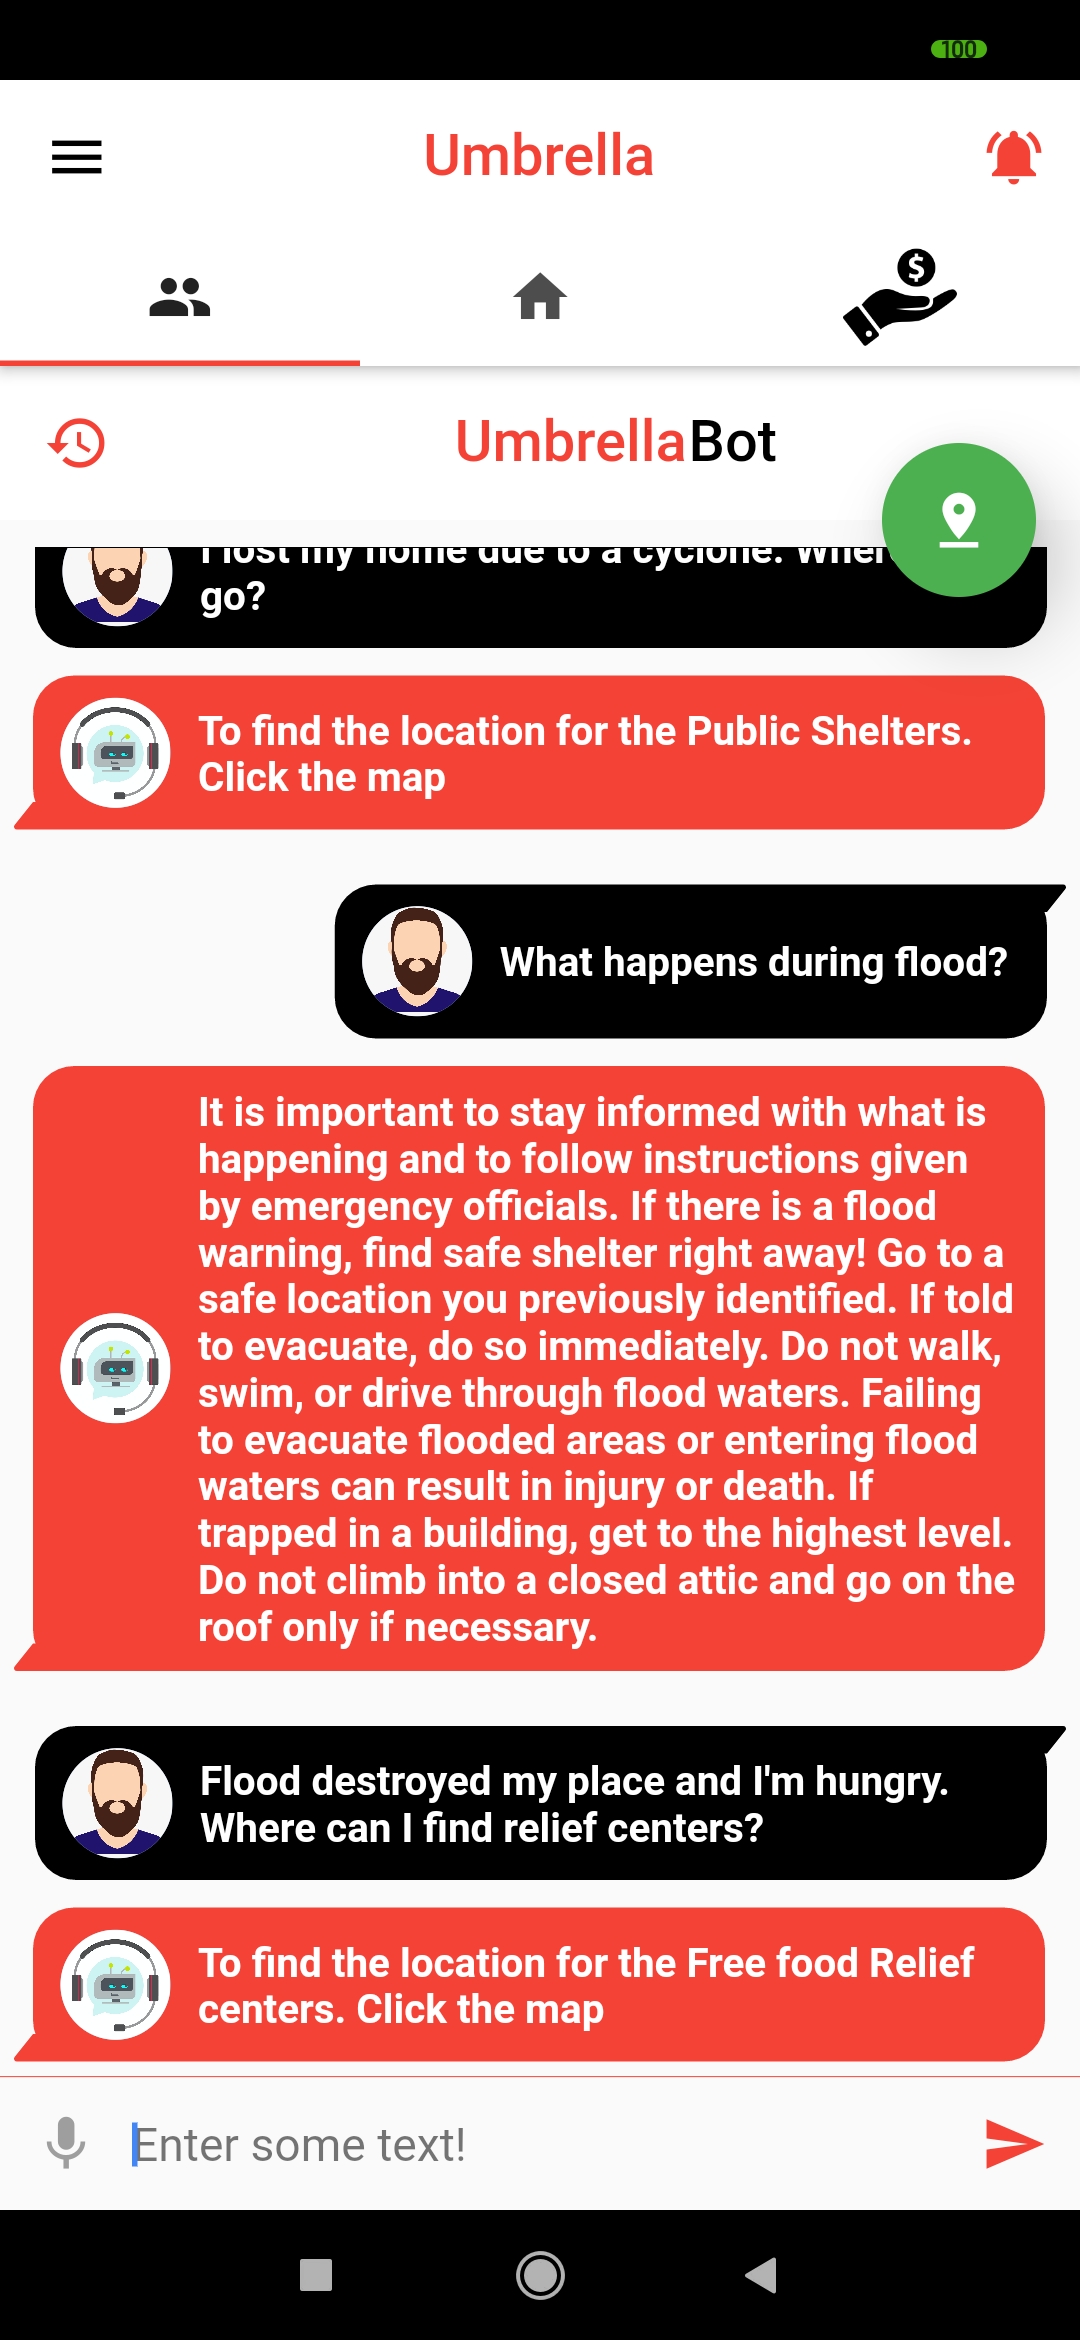 100
Umbrella
$
UmbrellaBot
I lost my home due to a cyclone.
go?
To find the location for the Public Shelters.
Click the map
What happens during flood?
It is important to stay informed with what is
happening and to follow instructions given
by emergency officials. If there is a flood
warning, find safe shelter right away! Go to a
safe location you previously identified. If told
to evacuate, do so immediately. Do not walk,
swim, or drive through flood waters. Failing
to evacuate flooded areas or entering flood
waters can result in injury or death. If
trapped in a building, get to the highest level.
Do not climb into a closed attic and go on the
roof only if necessary.
Flood destroyed my place and I'm hungry.
Where can I find relief centers?
To find the location for the Free food Relief
centers. Click the map
Enter some text!